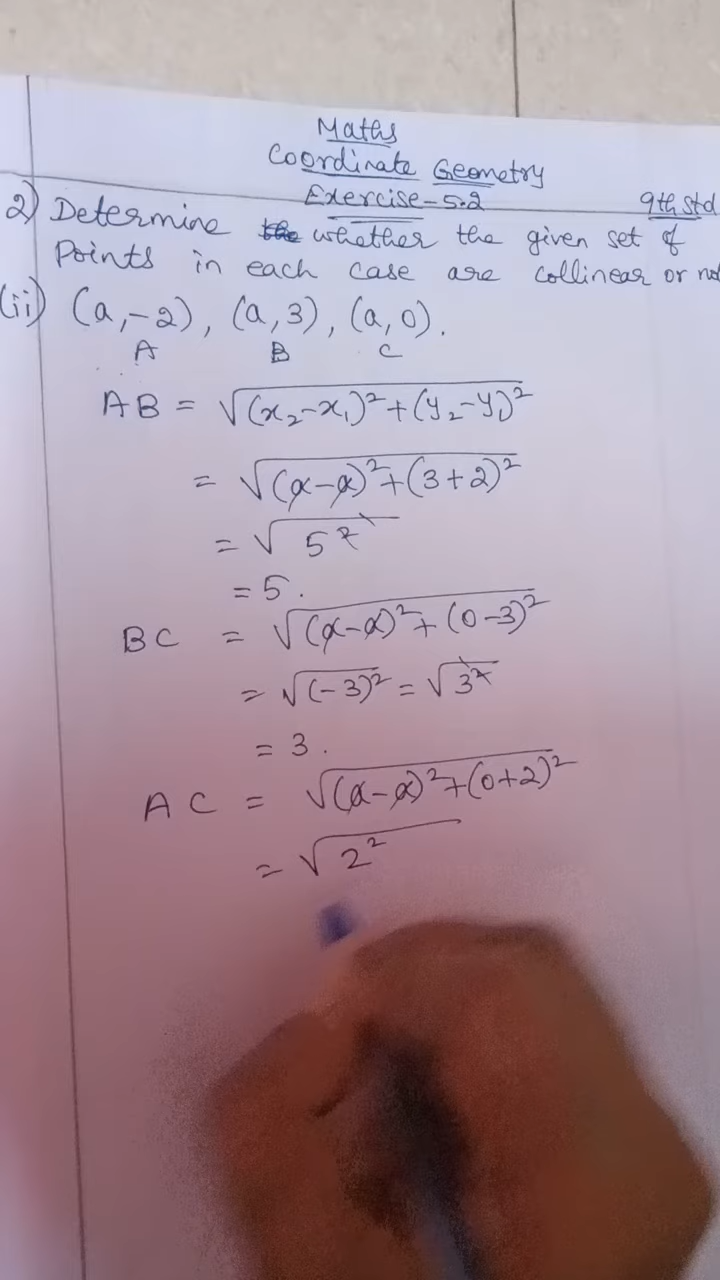 Maths
Coordinate Geometry
Exercise-5.2
9th Std
2) Determine the whether the given set of
Points in each case are collinear or not
(ii) (a,-2), (a,3), (a,0).
A B C
AB = √(x₂-x₁)²+(y₂-y₁)²
= √(a-a)²+(3+2)²
= √5²
= 5.
BC = √(a-a)²+(0-3)²
= √(-3)² = √3²
= 3.
AC = √(a-a)²+(0+2)²
= √2²